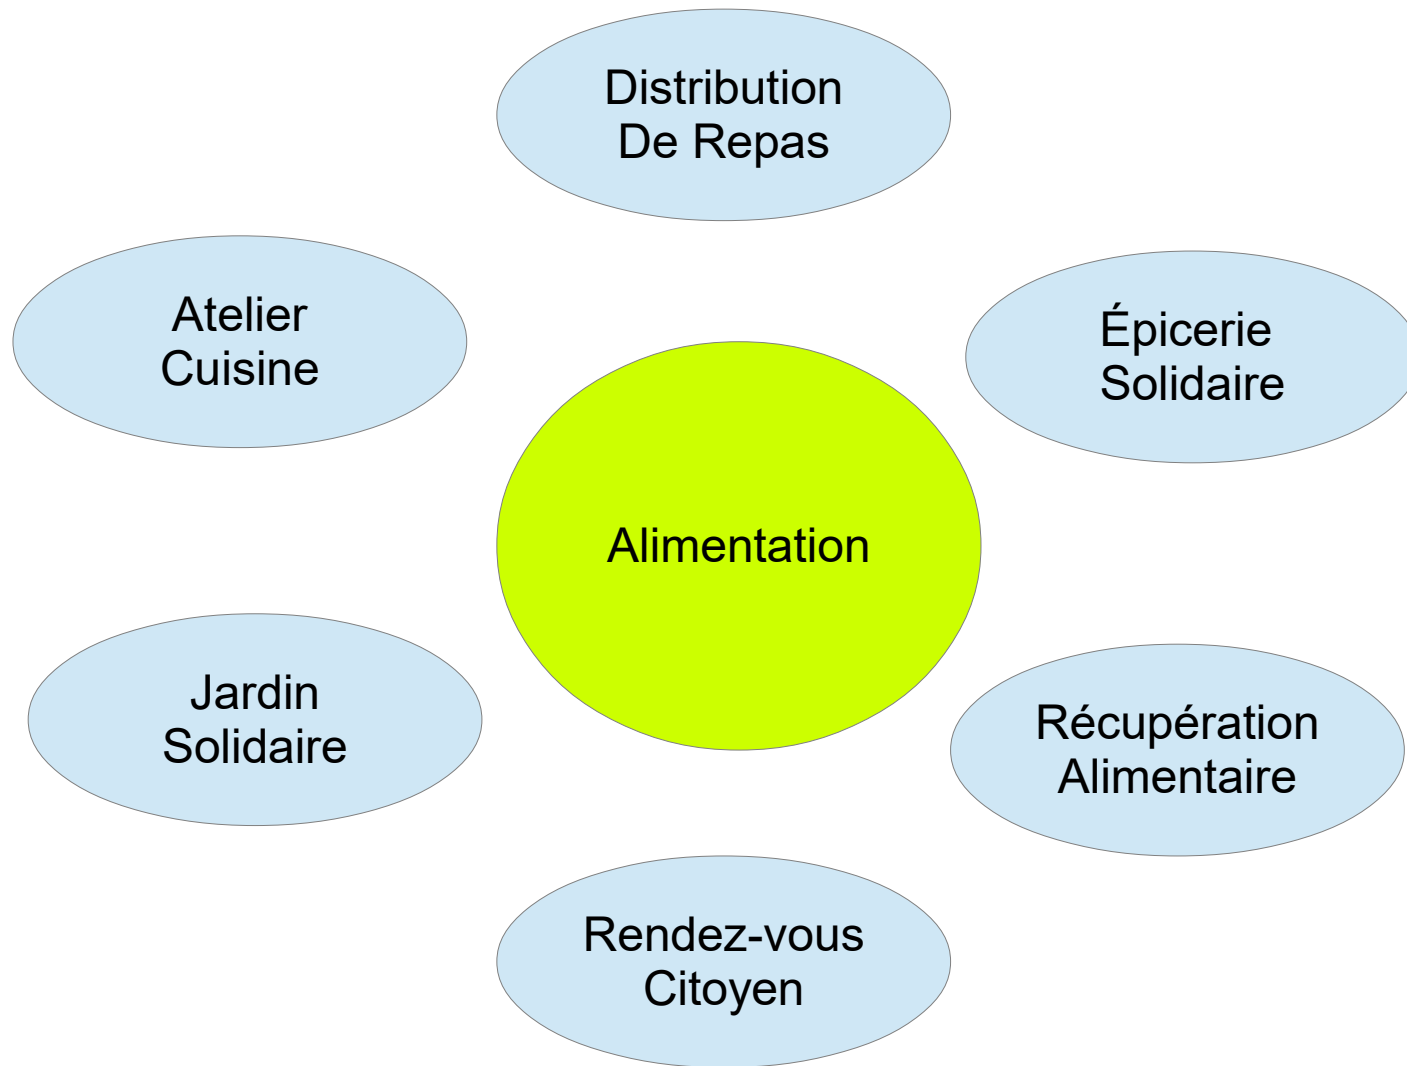 Distribution
De Repas
Atelier
Cuisine
Épicerie
Solidaire
Alimentation
Jardin
Solidaire
Récupération
Alimentaire
Rendez-vous
Citoyen